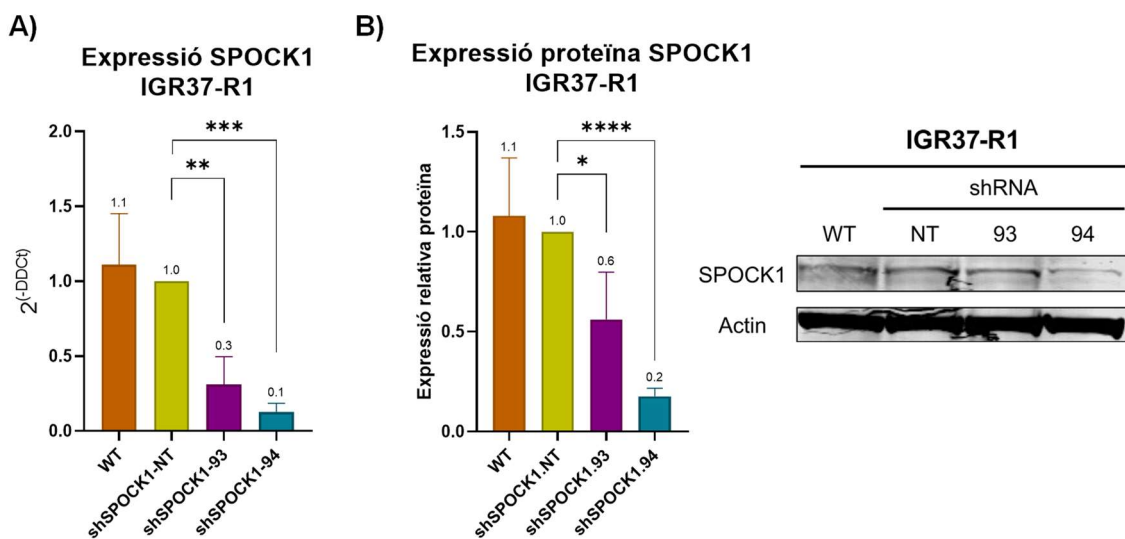 A)
Expressió SPOCK1
IGR37-R1
2(-DDCt)
2.0
1.5
1.0
0.5
0.0
***
**
1.1
1.0
0.3
0.1
WT
shSPOCK1-NT
shSPOCK1-93
shSPOCK1-94
B)
Expressió proteïna SPOCK1
IGR37-R1
Expressió relativa proteïna
1.5
1.0
0.5
0.0
****
*
1.1
1.0
0.6
0.2
WT
shSPOCK1.NT
shSPOCK1.93
shSPOCK1.94
IGR37-R1
shRNA
WT NT 93 94
SPOCK1
Actin